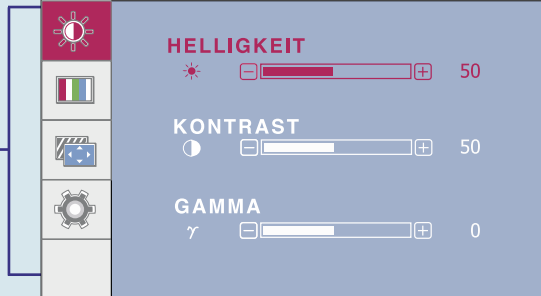 HELLIGKEIT
50
KONTRAST
50
GAMMA
γ 0